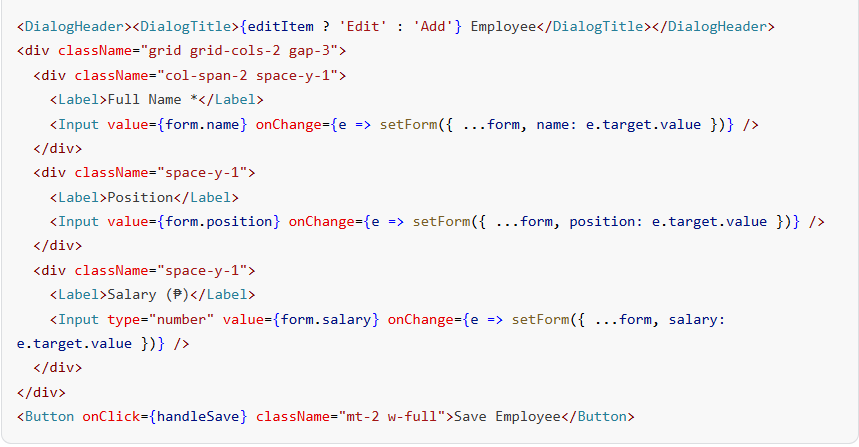 <DialogHeader><DialogTitle>{editItem ? 'Edit' : 'Add'} Employee</DialogTitle></DialogHeader>
<div className="grid grid-cols-2 gap-3">
  <div className="col-span-2 space-y-1">
    <Label>Full Name *</Label>
    <Input value={form.name} onChange={e => setForm({ ...form, name: e.target.value })} />
  </div>
  <div className="space-y-1">
    <Label>Position</Label>
    <Input value={form.position} onChange={e => setForm({ ...form, position: e.target.value })} />
  </div>
  <div className="space-y-1">
    <Label>Salary (₱)</Label>
    <Input type="number" value={form.salary} onChange={e => setForm({ ...form, salary:
e.target.value })} />
  </div>
</div>
<Button onClick={handleSave} className="mt-2 w-full">Save Employee</Button>